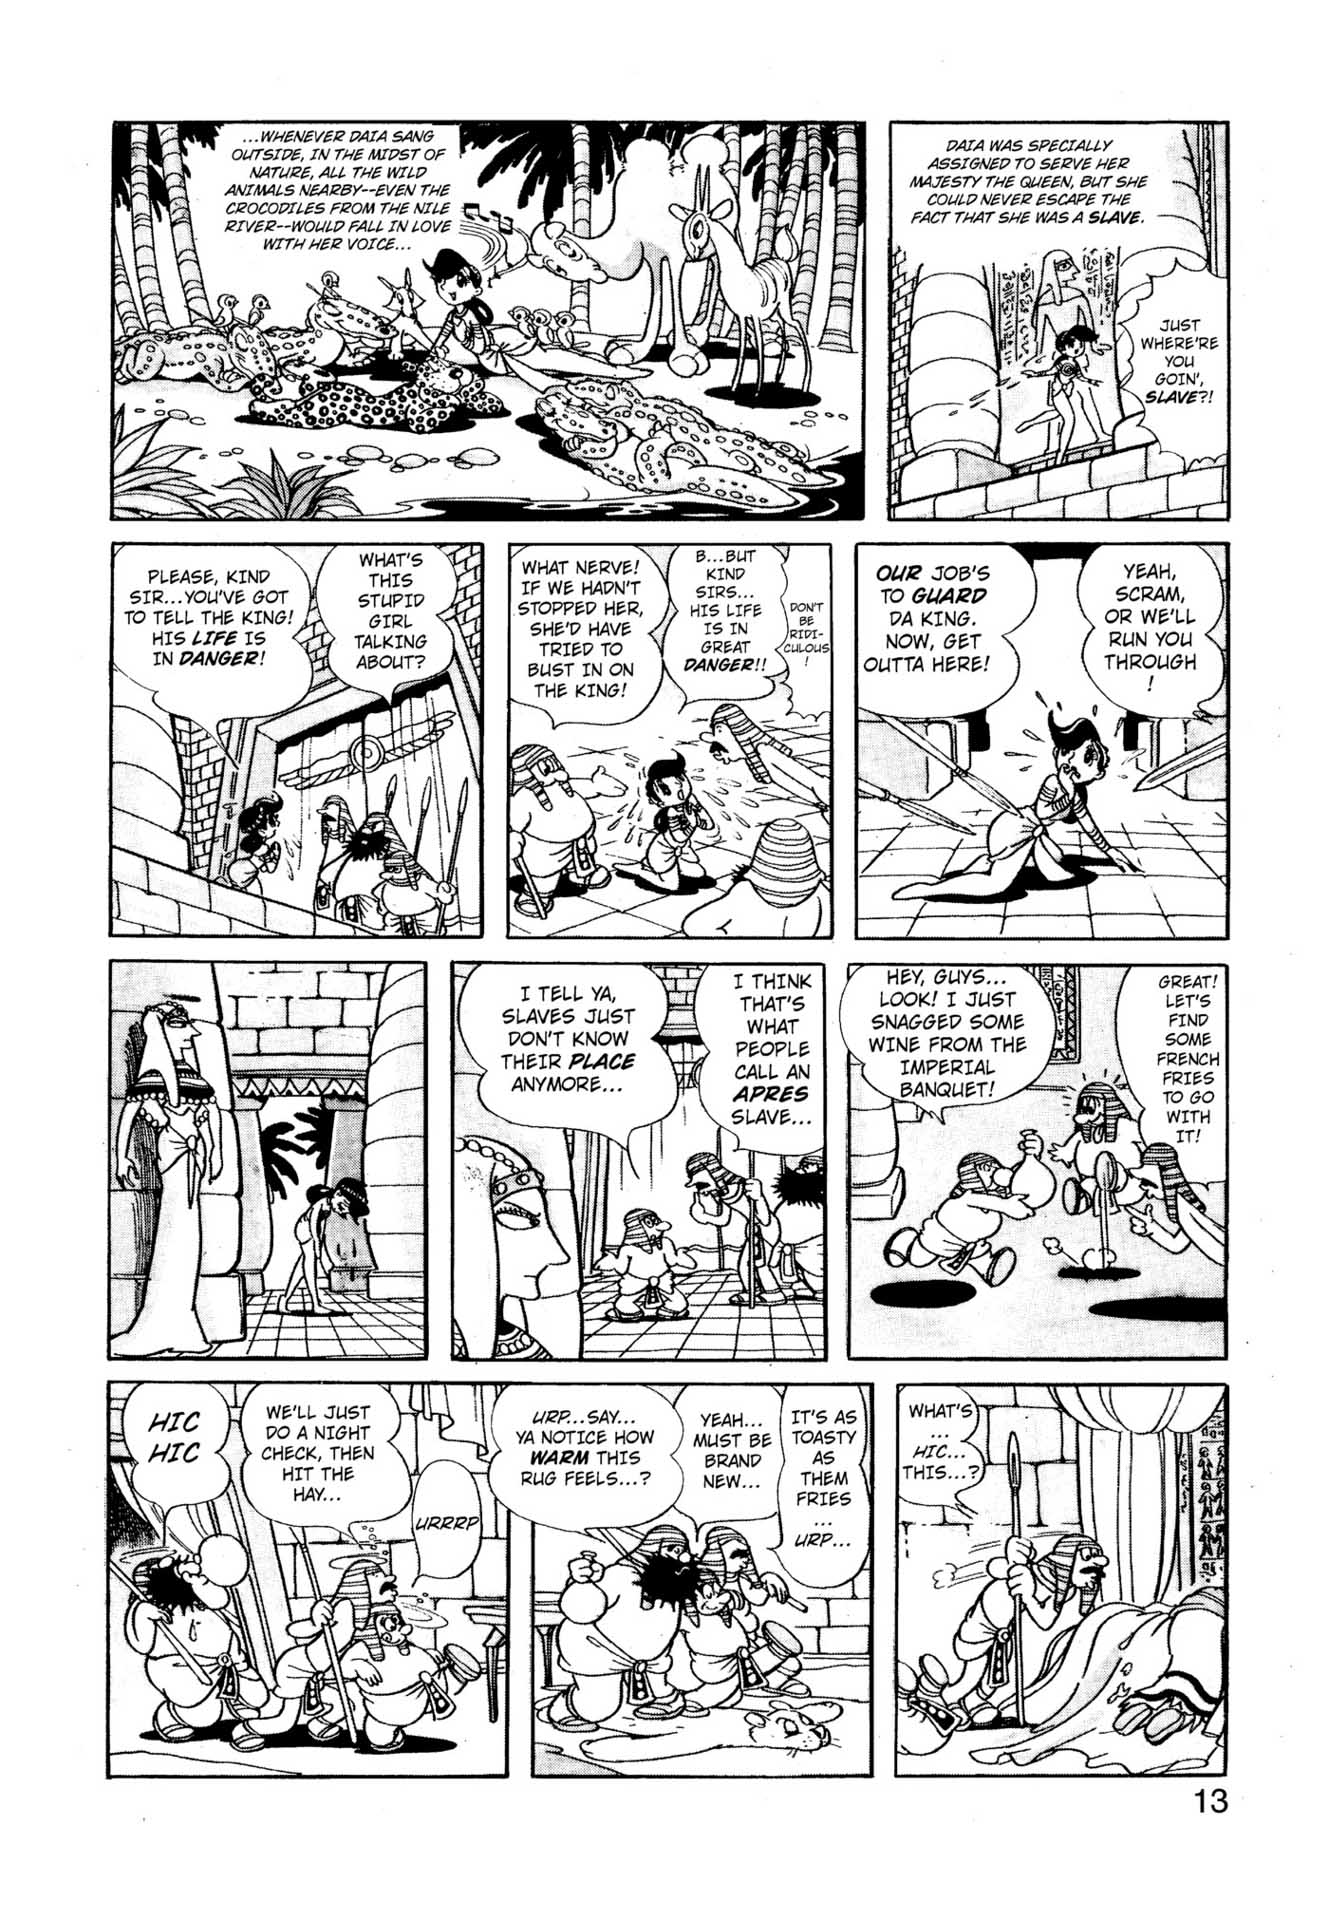 ...WHENEVER DAIA SANG
OUTSIDE, IN THE MIDST OF
NATURE, ALL THE WILD
ANIMALS NEARBY--EVEN THE
CROCODILES FROM THE NILE
RIVER--WOULD FALL IN LOVE
WITH HER VOICE...
DAIA WAS SPECIALLY
ASSIGNED TO SERVE HER
MAJESTY THE QUEEN, BUT SHE
COULD NEVER ESCAPE THE
FACT THAT SHE WAS A SLAVE.
JUST
WHERE'RE
YOU
GOIN',
SLAVE?!
PLEASE, KIND
SIR...YOU'VE GOT
TO TELL THE KING!
HIS LIFE IS
IN DANGER!
WHAT'S
THIS
STUPID
GIRL
TALKING
ABOUT?
WHAT NERVE!
IF WE HADN'T
STOPPED HER,
SHE'D HAVE
TRIED TO
BUST IN ON
THE KING!
B...BUT
KIND
SIRS...
HIS LIFE
IS IN
GREAT
DANGER!!
DON'T
BE
RIDI-
CULOUS
!
OUR JOB'S
TO GUARD
DA KING.
NOW, GET
OUTTA HERE!
YEAH,
SCRAM,
OR WE'LL
RUN YOU
THROUGH
!
I TELL YA,
SLAVES JUST
DON'T KNOW
THEIR PLACE
ANYMORE...
I THINK
THAT'S
WHAT
PEOPLE
CALL AN
APRES
SLAVE...
HEY, GUYS...
LOOK! I JUST
SNAGGED SOME
WINE FROM THE
IMPERIAL
BANQUET!
GREAT!
LET'S
FIND
SOME
FRENCH
FRIES
TO GO
WITH
IT!
HIC
HIC
WE'LL JUST
DO A NIGHT
CHECK, THEN
HIT THE
HAY...
URRRP
URP...SAY...
YA NOTICE HOW
WARM THIS
RUG FEELS...?
YEAH...
MUST BE
BRAND
NEW...
IT'S AS
TOASTY
AS
THEM
FRIES
...
URP...
WHAT'S
...
HIC...
THIS...?
13